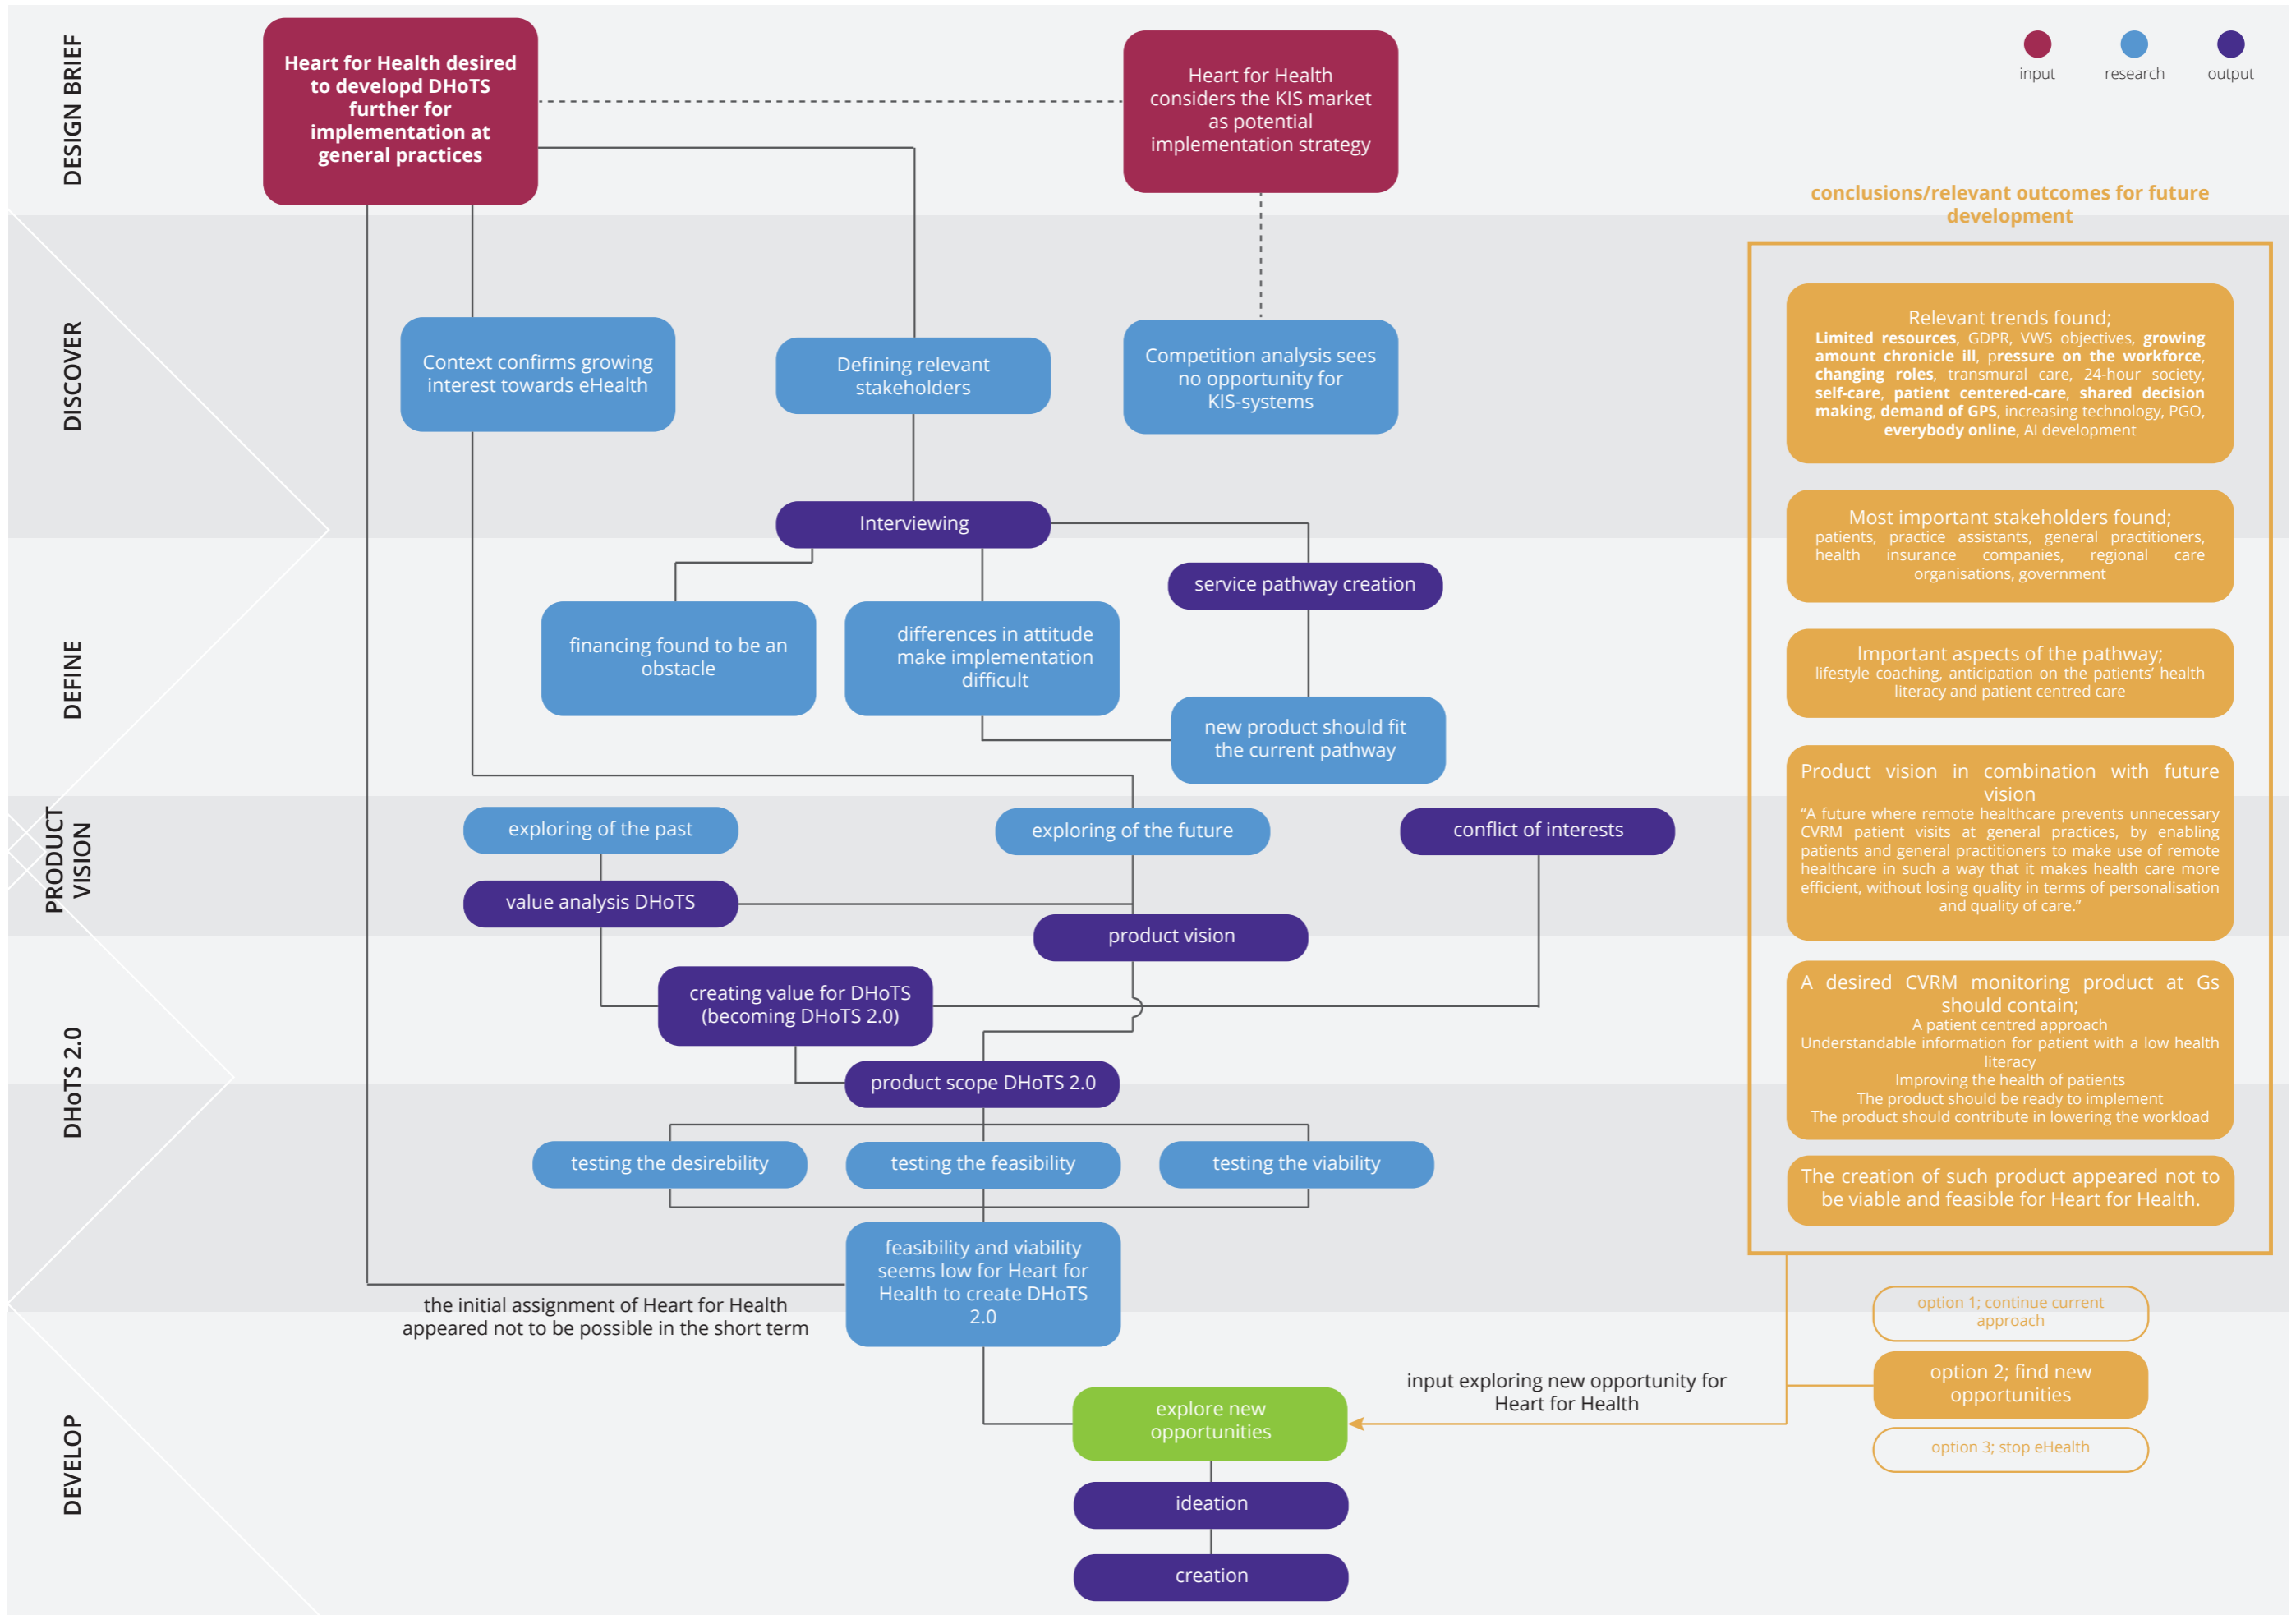 DESIGN BRIEF
Heart for Health desired
to developd DHoTS
further for
implementation at
general practices
Heart for Health
considers the KIS market
as potential
implementation strategy
input
research
output
conclusions/relevant outcomes for future
development
DISCOVER
Context confirms growing
interest towards eHealth
Defining relevant
stakeholders
Competition analysis sees
no opportunity for
KIS-systems
Relevant trends found;
Limited resources, GDPR, VWS objectives, growing
amount chronicle ill, pressure on the workforce,
changing roles, transmural care, 24-hour society,
self-care, patient centered-care, shared decision
making, demand of GPS, increasing technology, PGO,
everybody online, AI development
Interviewing
Most important stakeholders found;
patients, practice assistants, general practitioners,
health insurance companies, regional care
organisations, government
DEFINE
service pathway creation
financing found to be an
obstacle
differences in attitude
make implementation
difficult
new product should fit
the current pathway
Important aspects of the pathway;
lifestyle coaching, anticipation on the patients’ health
literacy and patient centred care
PRODUCT
VISION
exploring of the past
exploring of the future
conflict of interests
value analysis DHoTS
product vision
Product vision in combination with future
vision
“A future where remote healthcare prevents unnecessary
CVRM patient visits at general practices, by enabling
patients and general practitioners to make use of remote
healthcare in such a way that it makes health care more
efficient, without losing quality in terms of personalisation
and quality of care.”
DHoTS 2.0
creating value for DHoTS
(becoming DHoTS 2.0)
product scope DHoTS 2.0
testing the desirebility
testing the feasibility
testing the viability
A desired CVRM monitoring product at Gs
should contain;
A patient centred approach
Understandable information for patient with a low health
literacy
Improving the health of patients
The product should be ready to implement
The product should contribute in lowering the workload
The creation of such product appeared not to
be viable and feasible for Heart for Health.
feasibility and viability
seems low for Heart for
Health to create DHoTS
2.0
the initial assignment of Heart for Health
appeared not to be possible in the short term
option 1; continue current
approach
option 2; find new
opportunities
option 3; stop eHealth
DEVELOP
input exploring new opportunity for
Heart for Health
explore new
opportunities
ideation
creation